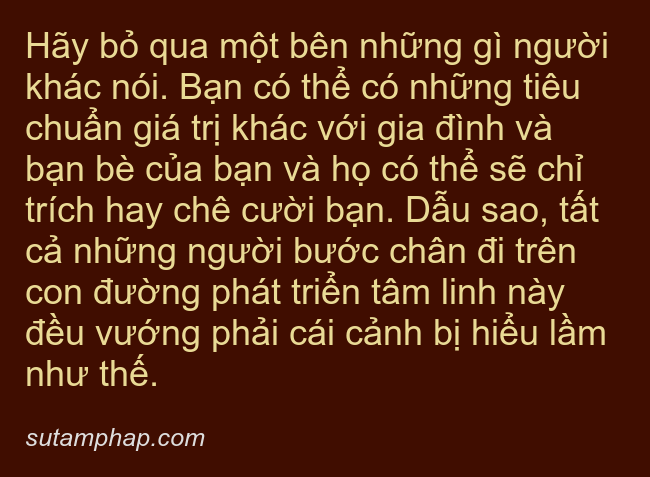 Hãy bỏ qua một bên những gì người
khác nói. Bạn có thể có những tiêu
chuẩn giá trị khác với gia đình và
bạn bè của bạn và họ có thể sẽ chỉ
trích hay chê cười bạn. Dẫu sao, tất
cả những người bước chân đi trên
con đường phát triển tâm linh này
đều vướng phải cái cảnh bị hiểu lầm
như thế.
sutamphap.com